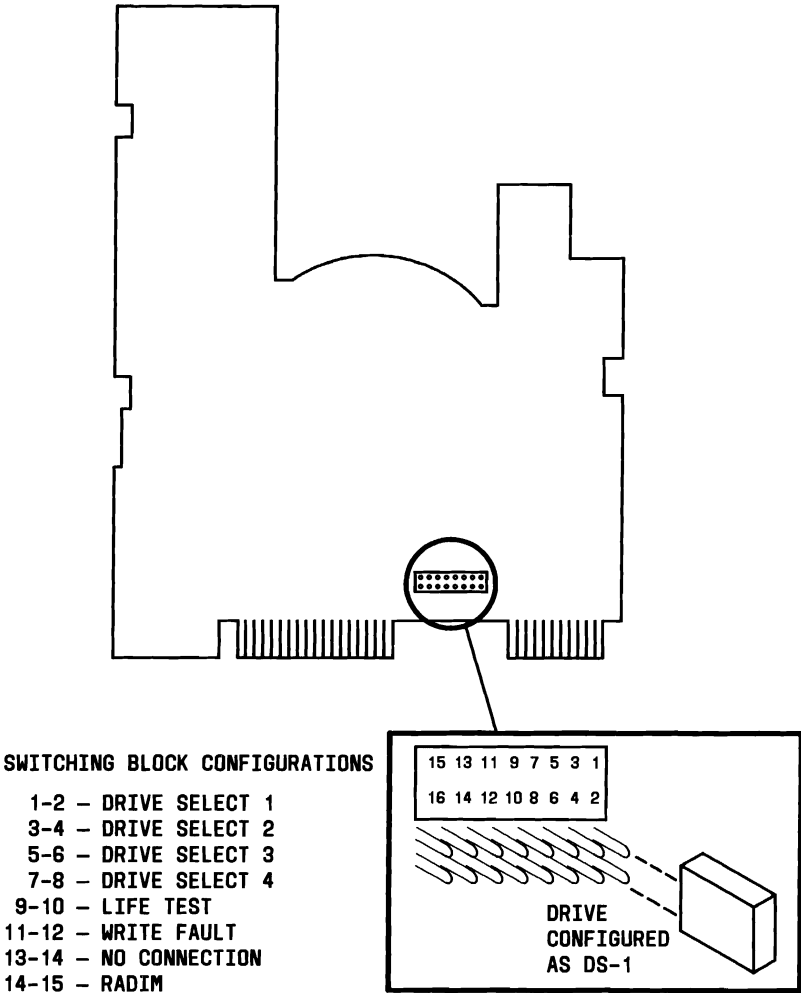 SWITCHING BLOCK CONFIGURATIONS
1-2 – DRIVE SELECT 1
3-4 – DRIVE SELECT 2
5-6 – DRIVE SELECT 3
7-8 – DRIVE SELECT 4
9-10 – LIFE TEST
11-12 – WRITE FAULT
13-14 – NO CONNECTION
14-15 – RADIM
15 13 11 9 7 5 3 1
16 14 12 10 8 6 4 2
DRIVE
CONFIGURED
AS DS-1